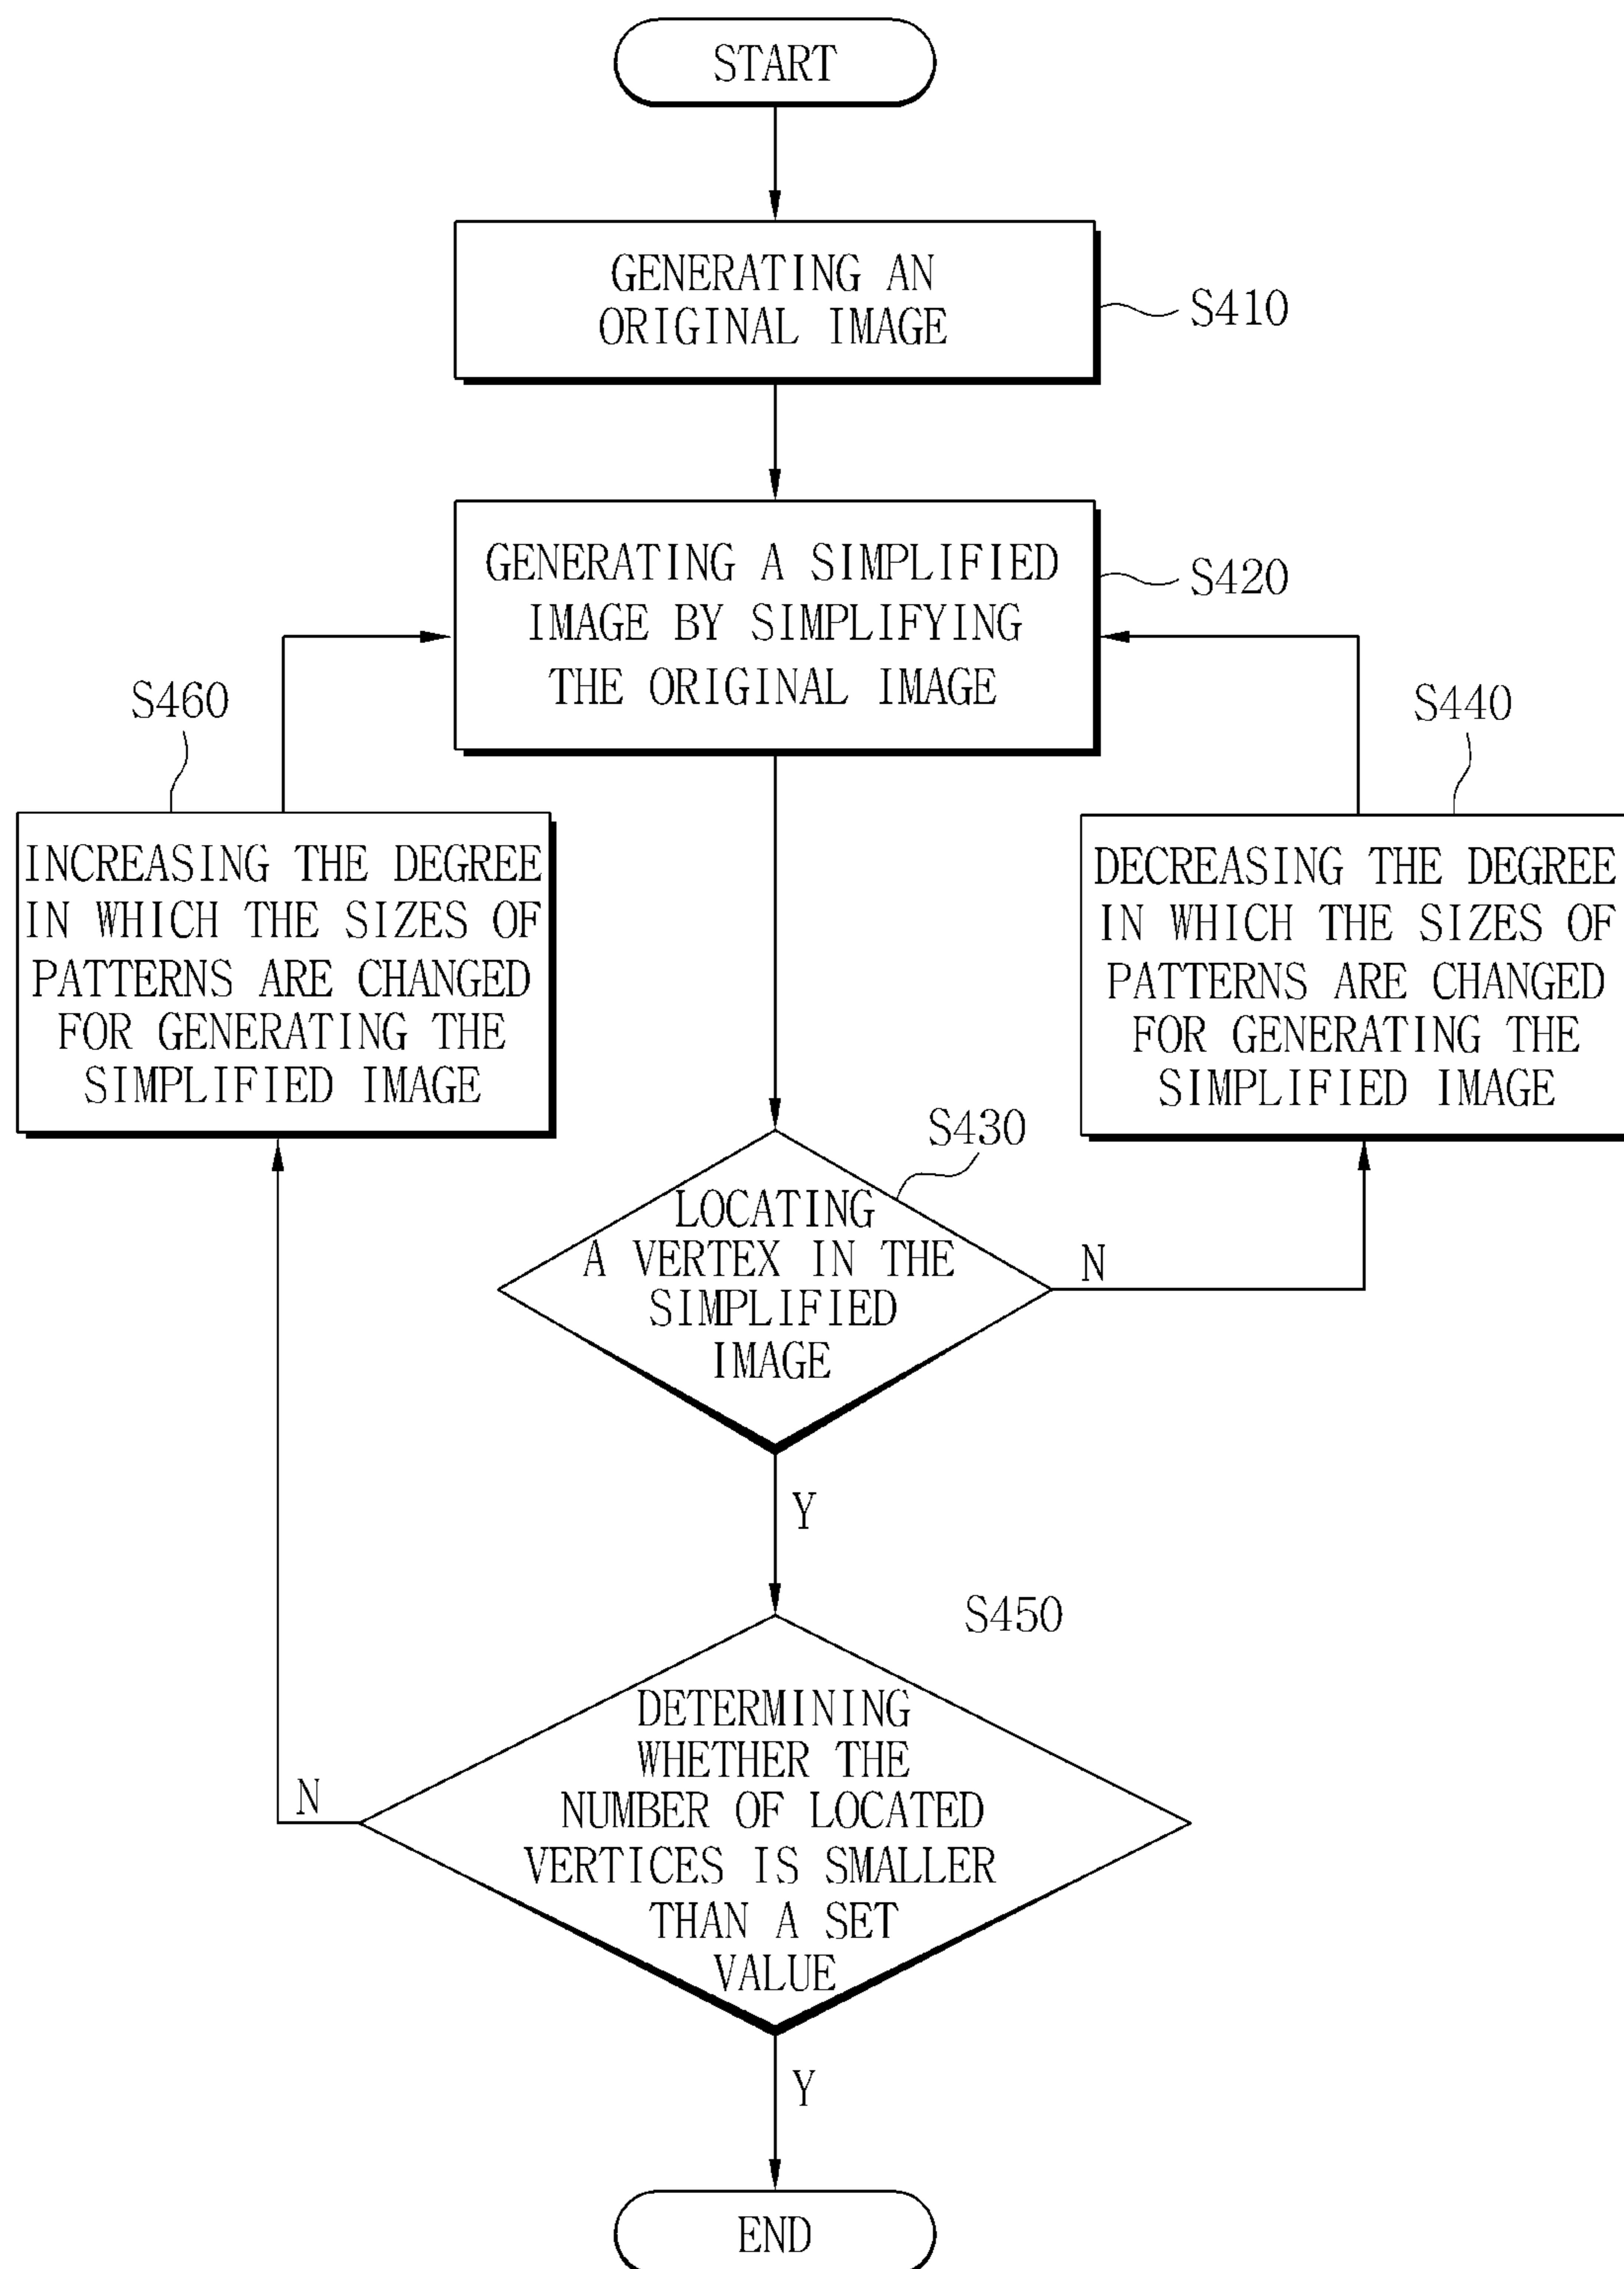 START
GENERATING AN
ORIGINAL IMAGE
S410
GENERATING A SIMPLIFIED
IMAGE BY SIMPLIFYING
THE ORIGINAL IMAGE
S420
S460
INCREASING THE DEGREE
IN WHICH THE SIZES OF
PATTERNS ARE CHANGED
FOR GENERATING THE
SIMPLIFIED IMAGE
S440
DECREASING THE DEGREE
IN WHICH THE SIZES OF
PATTERNS ARE CHANGED
FOR GENERATING THE
SIMPLIFIED IMAGE
S430
LOCATING
A VERTEX IN THE
SIMPLIFIED
IMAGE
N
Y
S450
DETERMINING
WHETHER THE
NUMBER OF LOCATED
VERTICES IS SMALLER
THAN A SET
VALUE
N
Y
END